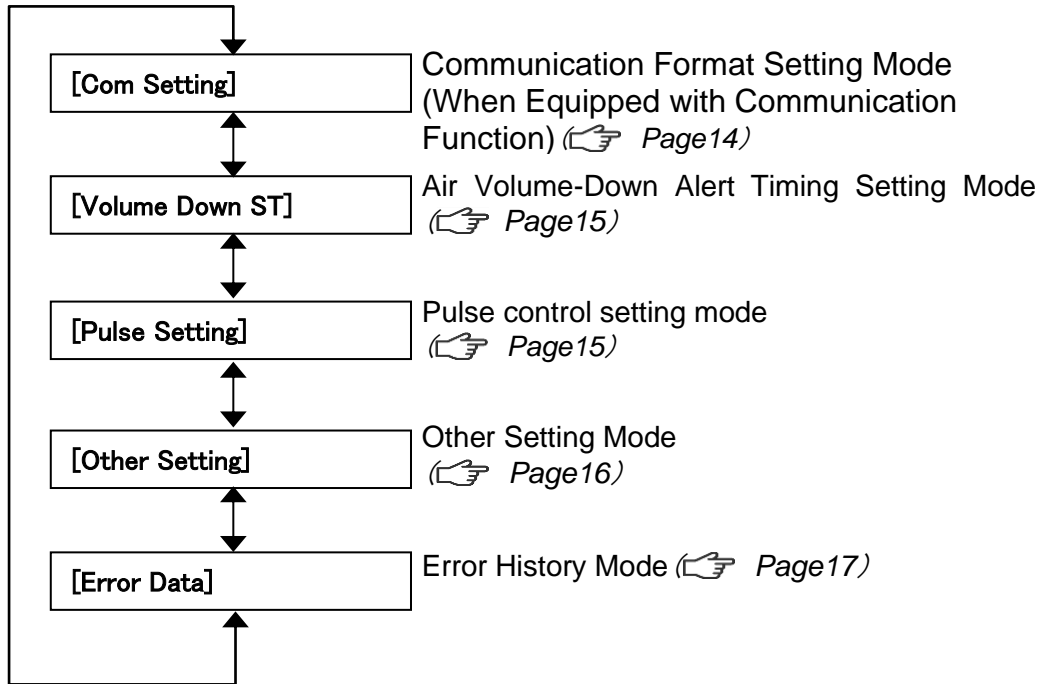 [Com Setting]
Communication Format Setting Mode
(When Equipped with Communication
Function) ( Page14)
[Volume Down ST]
Air Volume-Down Alert Timing Setting Mode
( Page15)
[Pulse Setting]
Pulse control setting mode
( Page15)
[Other Setting]
Other Setting Mode
( Page16)
[Error Data]
Error History Mode ( Page17)